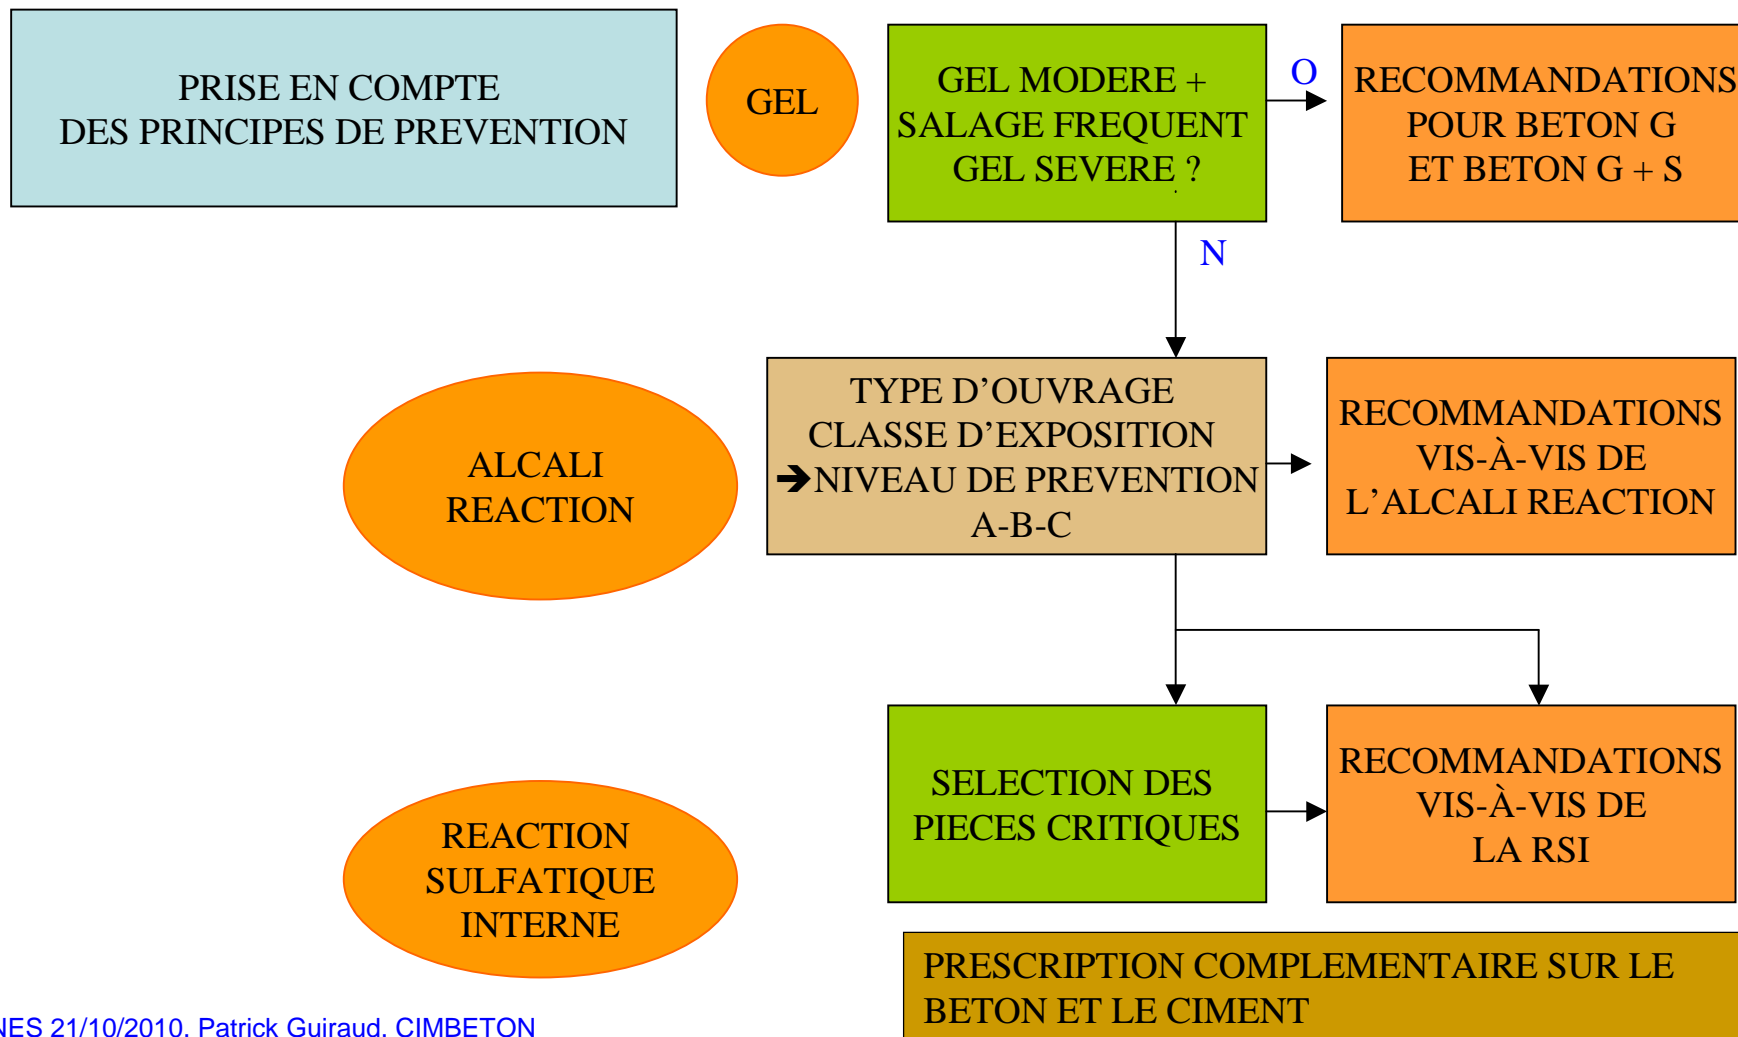 PRISE EN COMPTE
DES PRINCIPES DE PREVENTION
GEL
GEL MODERE +
SALAGE FREQUENT
GEL SEVERE ?
O
RECOMMANDATIONS
POUR BETON G
ET BETON G + S
N
ALCALI
REACTION
TYPE D’OUVRAGE
CLASSE D’EXPOSITION
➔NIVEAU DE PREVENTION
A-B-C
RECOMMANDATIONS
VIS-À-VIS DE
L’ALCALI REACTION
REACTION
SULFATIQUE
INTERNE
SELECTION DES
PIECES CRITIQUES
RECOMMANDATIONS
VIS-À-VIS DE
LA RSI
PRESCRIPTION COMPLEMENTAIRE SUR LE
BETON ET LE CIMENT
NES 21/10/2010. Patrick Guiraud. CIMBETON